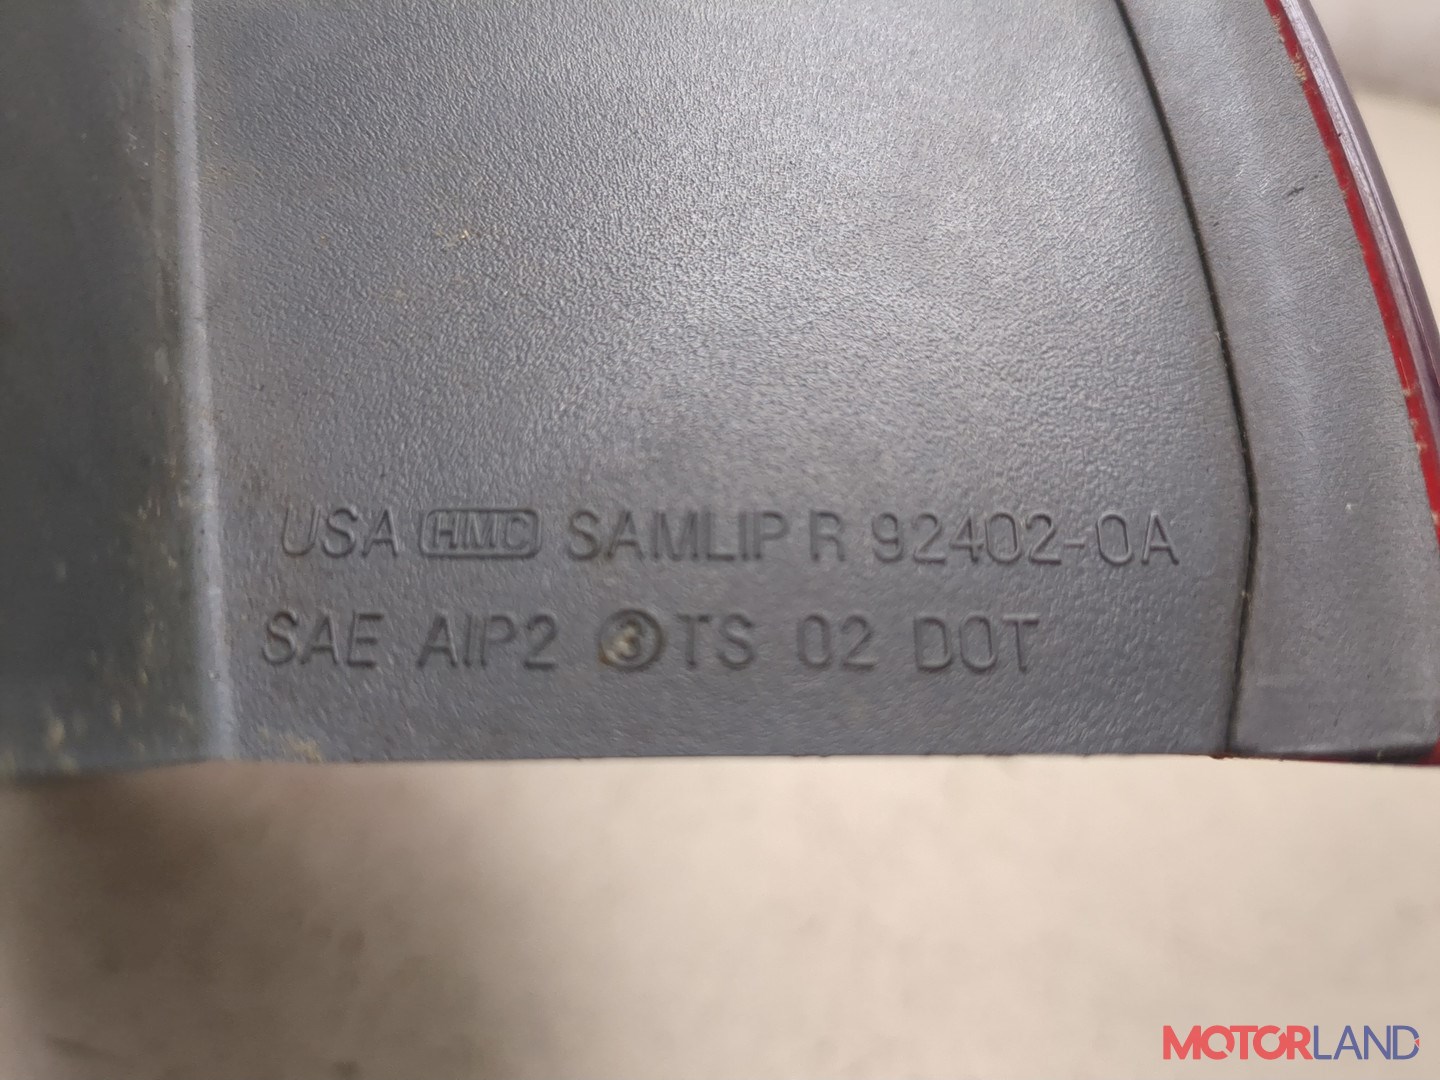 USA HMC SAMLIP R 92402-0A
SAE AIP2 ③ TS 02 DOT
MOTORLAND